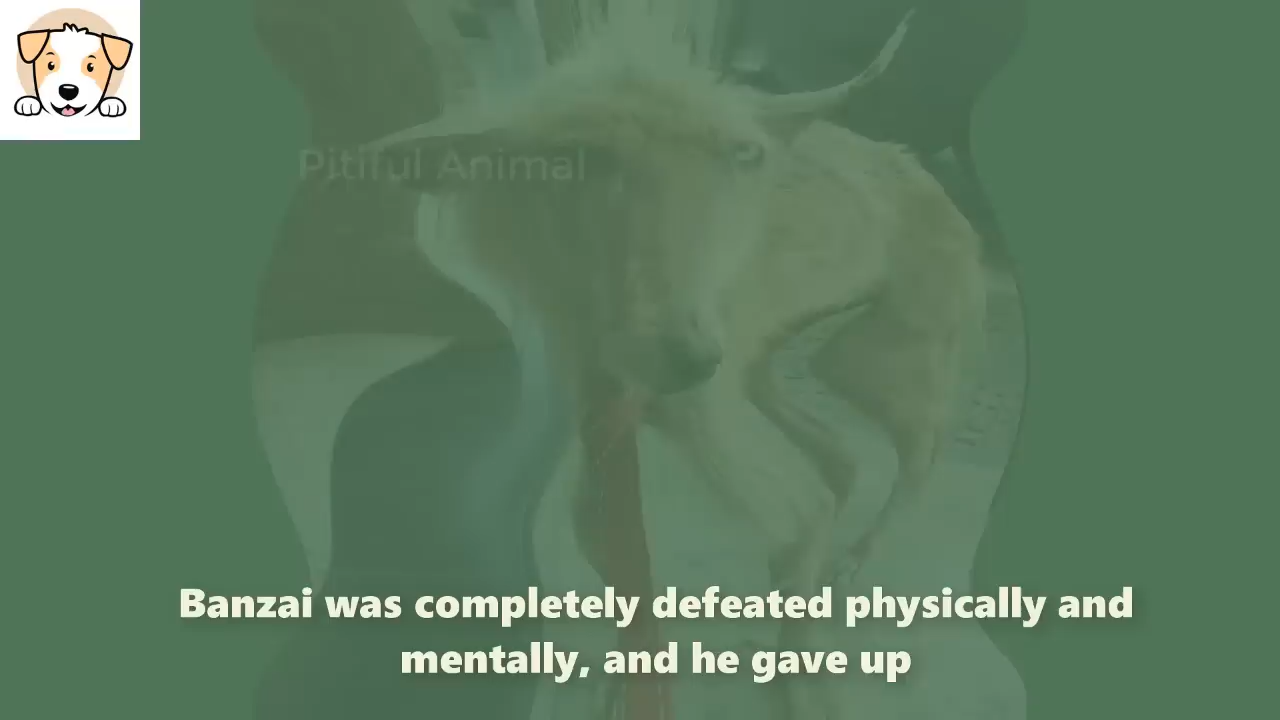 Pitiful Animal
Banzai was completely defeated physically and
mentally, and he gave up